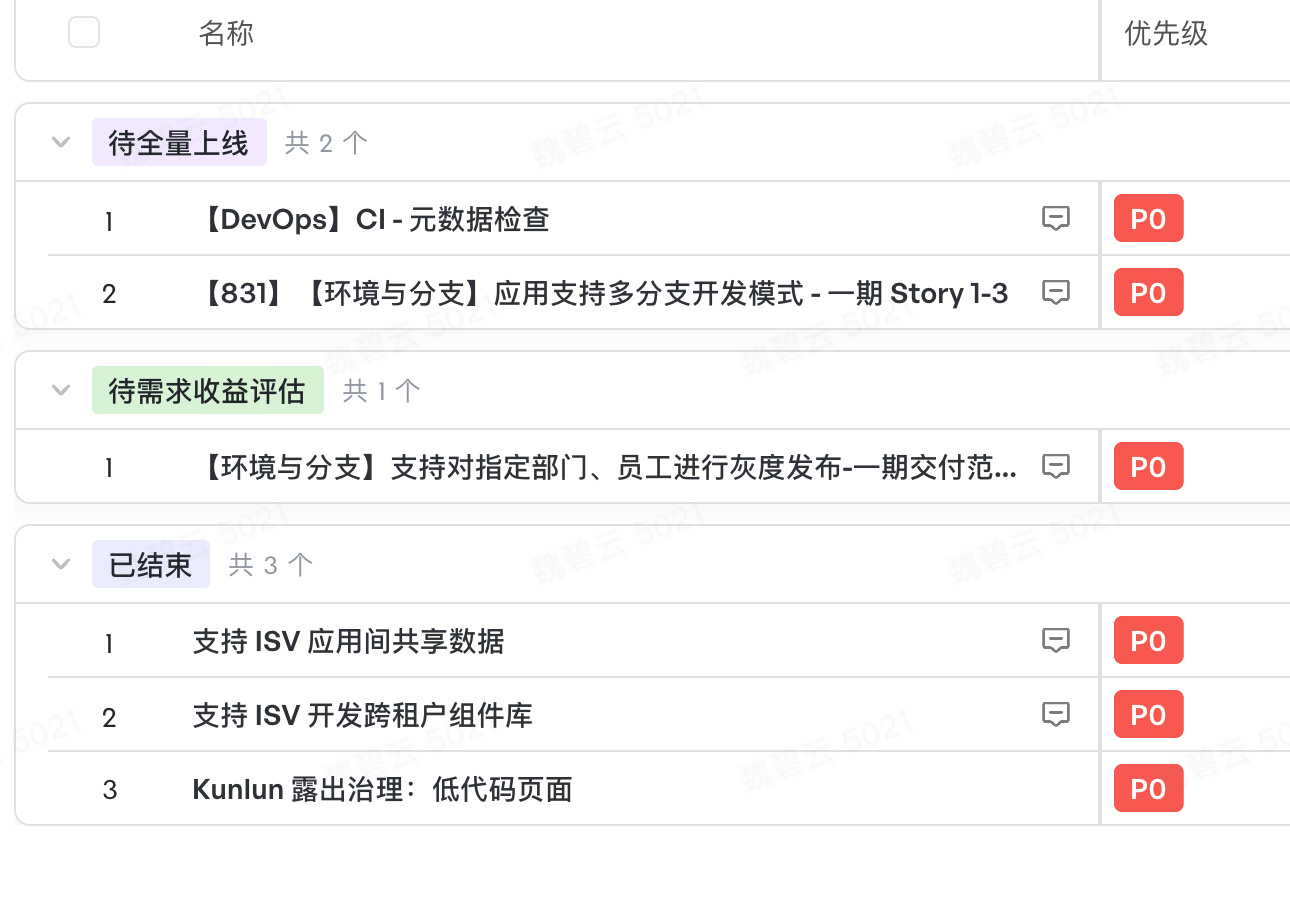 名称 优先级
待全量上线 共 2 个
1 【DevOps】CI - 元数据检查 P0
2 【831】【环境与分支】应用支持多分支开发模式 - 一期 Story 1-3 P0
待需求收益评估 共 1 个
1 【环境与分支】支持对指定部门、员工进行灰度发布-一期交付范... P0
已结束 共 3 个
1 支持 ISV 应用间共享数据 P0
2 支持 ISV 开发跨租户组件库 P0
3 Kunlun 露出治理：低代码页面 P0
魏碧云 5021